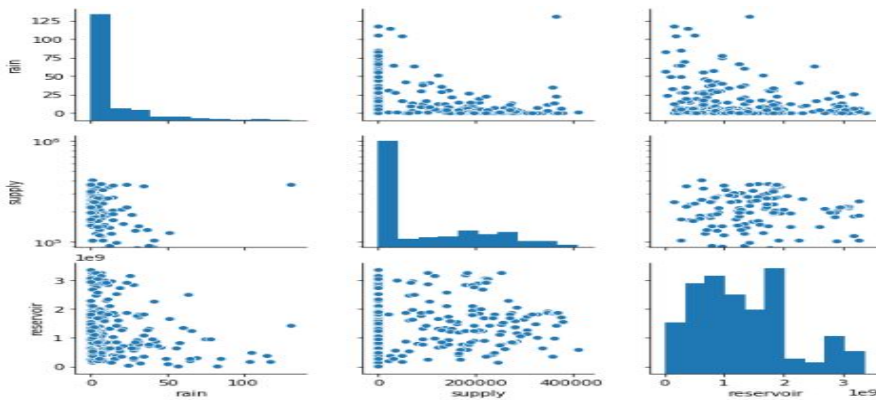 125
100
75
50
25
0
rain
10⁶
10⁵
supply
1e9
3
2
1
0
reservoir
0 50 100
rain
0 200000 400000
supply
0 1 2 3
1e9
reservoir